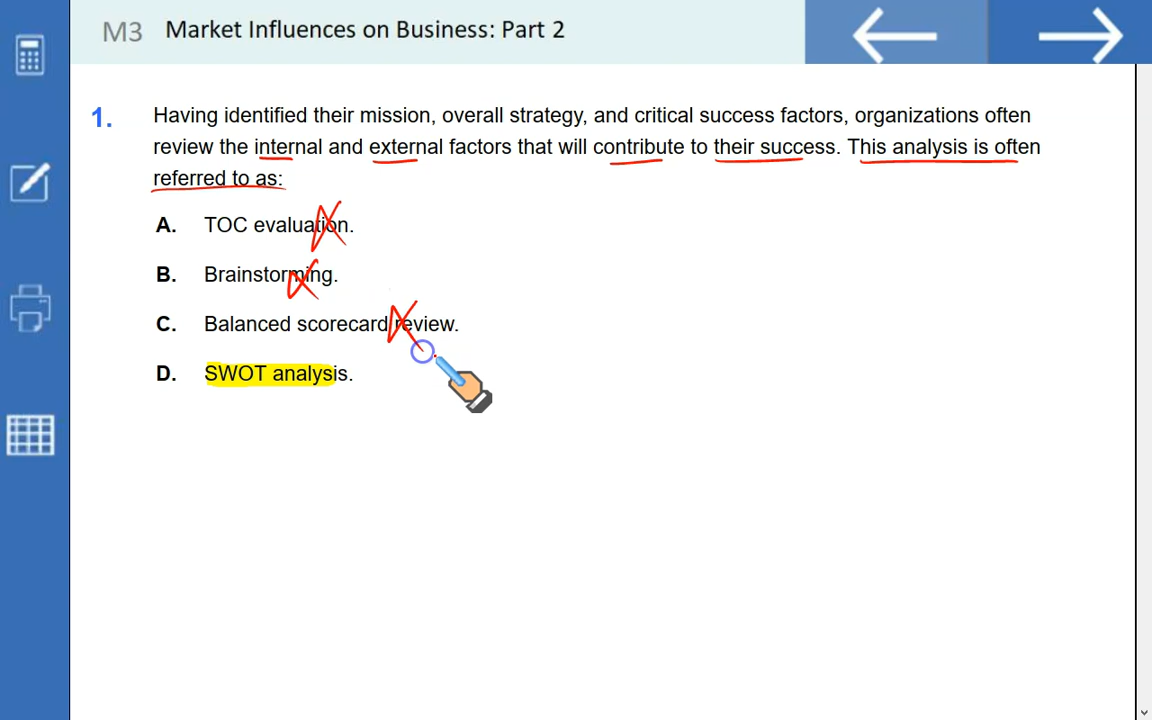 M3 Market Influences on Business: Part 2
1. Having identified their mission, overall strategy, and critical success factors, organizations often
review the internal and external factors that will contribute to their success. This analysis is often
referred to as:
A. TOC evaluation.
B. Brainstorming.
C. Balanced scorecard review.
D. SWOT analysis.